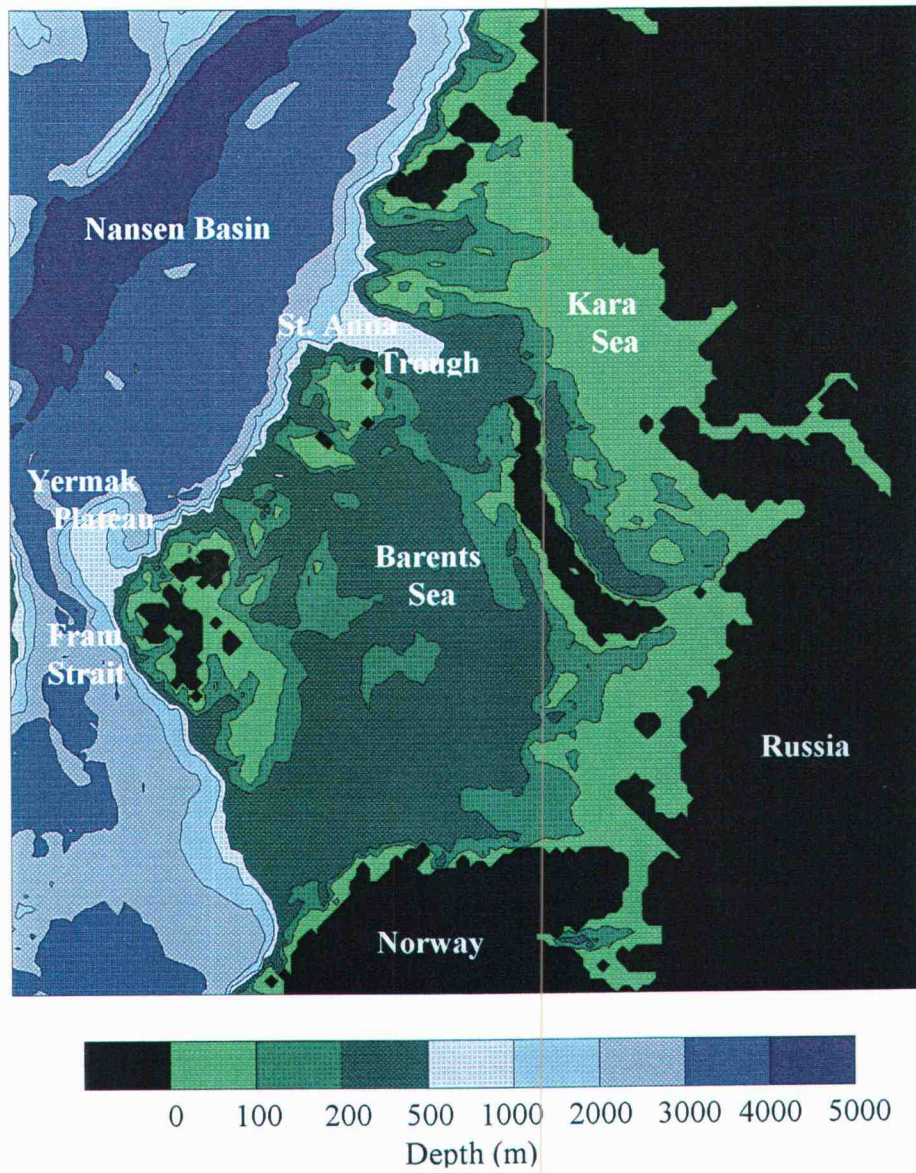 Nansen Basin
Kara
Sea
St. Anna
Trough
Yermak
Plateau
Barents
Sea
Fram
Strait
Russia
Norway
0 100 200 500 1000 2000 3000 4000 5000
Depth (m)